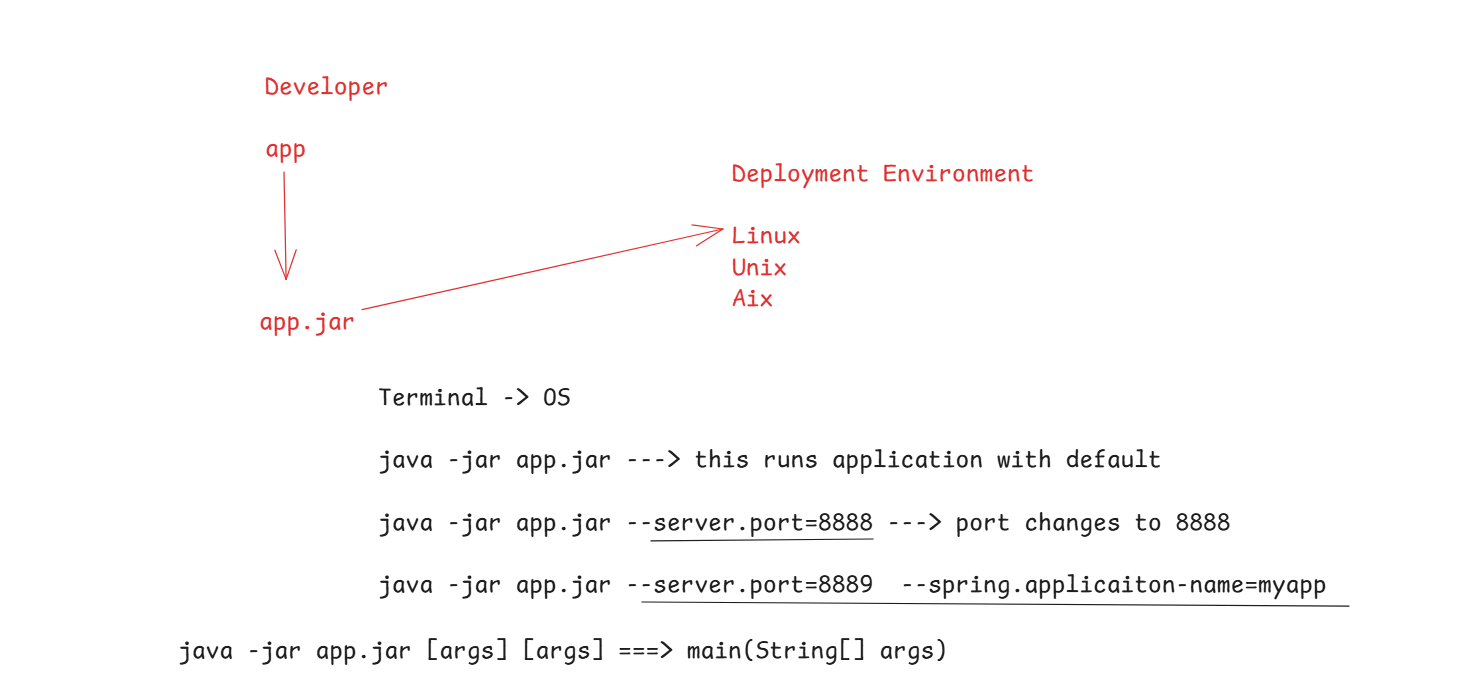 Developer
app
Deployment Environment
Linux
Unix
Aix
app.jar
Terminal -> OS
java -jar app.jar ---> this runs application with default
java -jar app.jar --server.port=8888 ---> port changes to 8888
java -jar app.jar --server.port=8889  --spring.applicaiton-name=myapp
java -jar app.jar [args] [args] ===> main(String[] args)